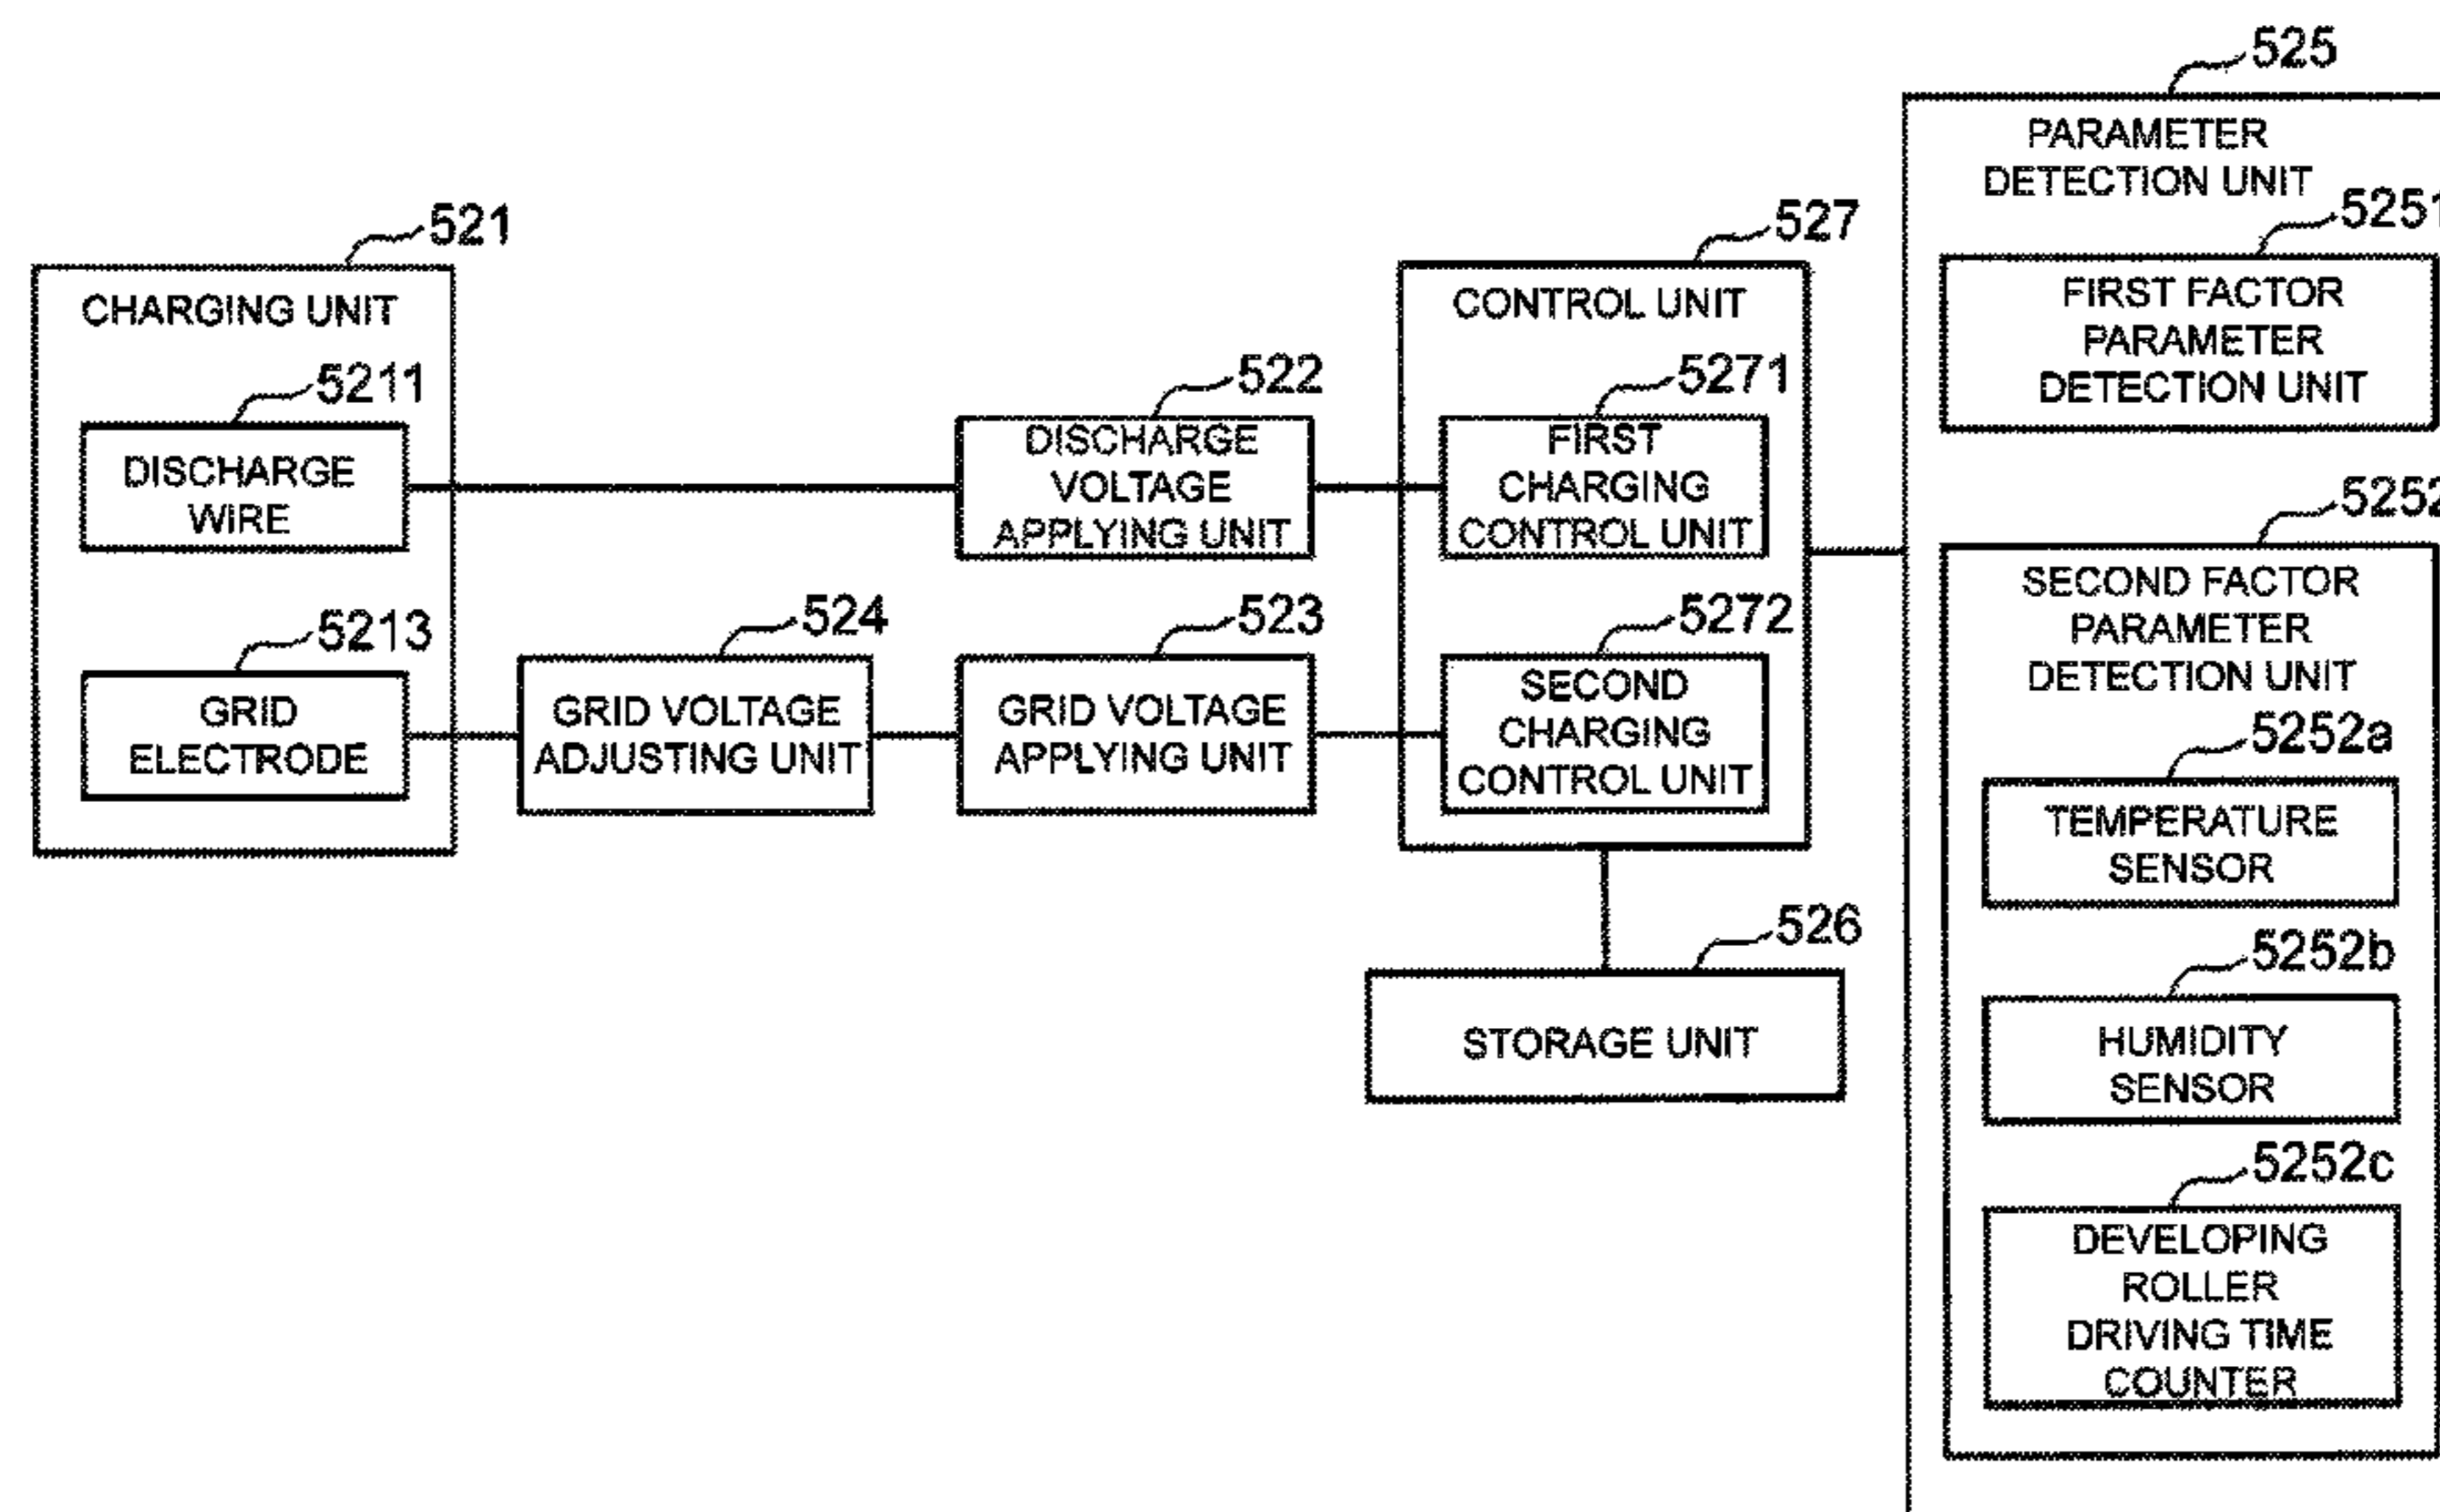 525
PARAMETER
DETECTION UNIT
5251
FIRST FACTOR
PARAMETER
DETECTION UNIT
521
CHARGING UNIT
5211
DISCHARGE
WIRE
5213
GRID
ELECTRODE
524
GRID VOLTAGE
ADJUSTING UNIT
522
DISCHARGE
VOLTAGE
APPLYING UNIT
523
GRID VOLTAGE
APPLYING UNIT
527
CONTROL UNIT
5271
FIRST
CHARGING
CONTROL UNIT
5272
SECOND
CHARGING
CONTROL UNIT
526
STORAGE UNIT
5252
SECOND FACTOR
PARAMETER
DETECTION UNIT
5252a
TEMPERATURE
SENSOR
5252b
HUMIDITY
SENSOR
5252c
DEVELOPING
ROLLER
DRIVING TIME
COUNTER